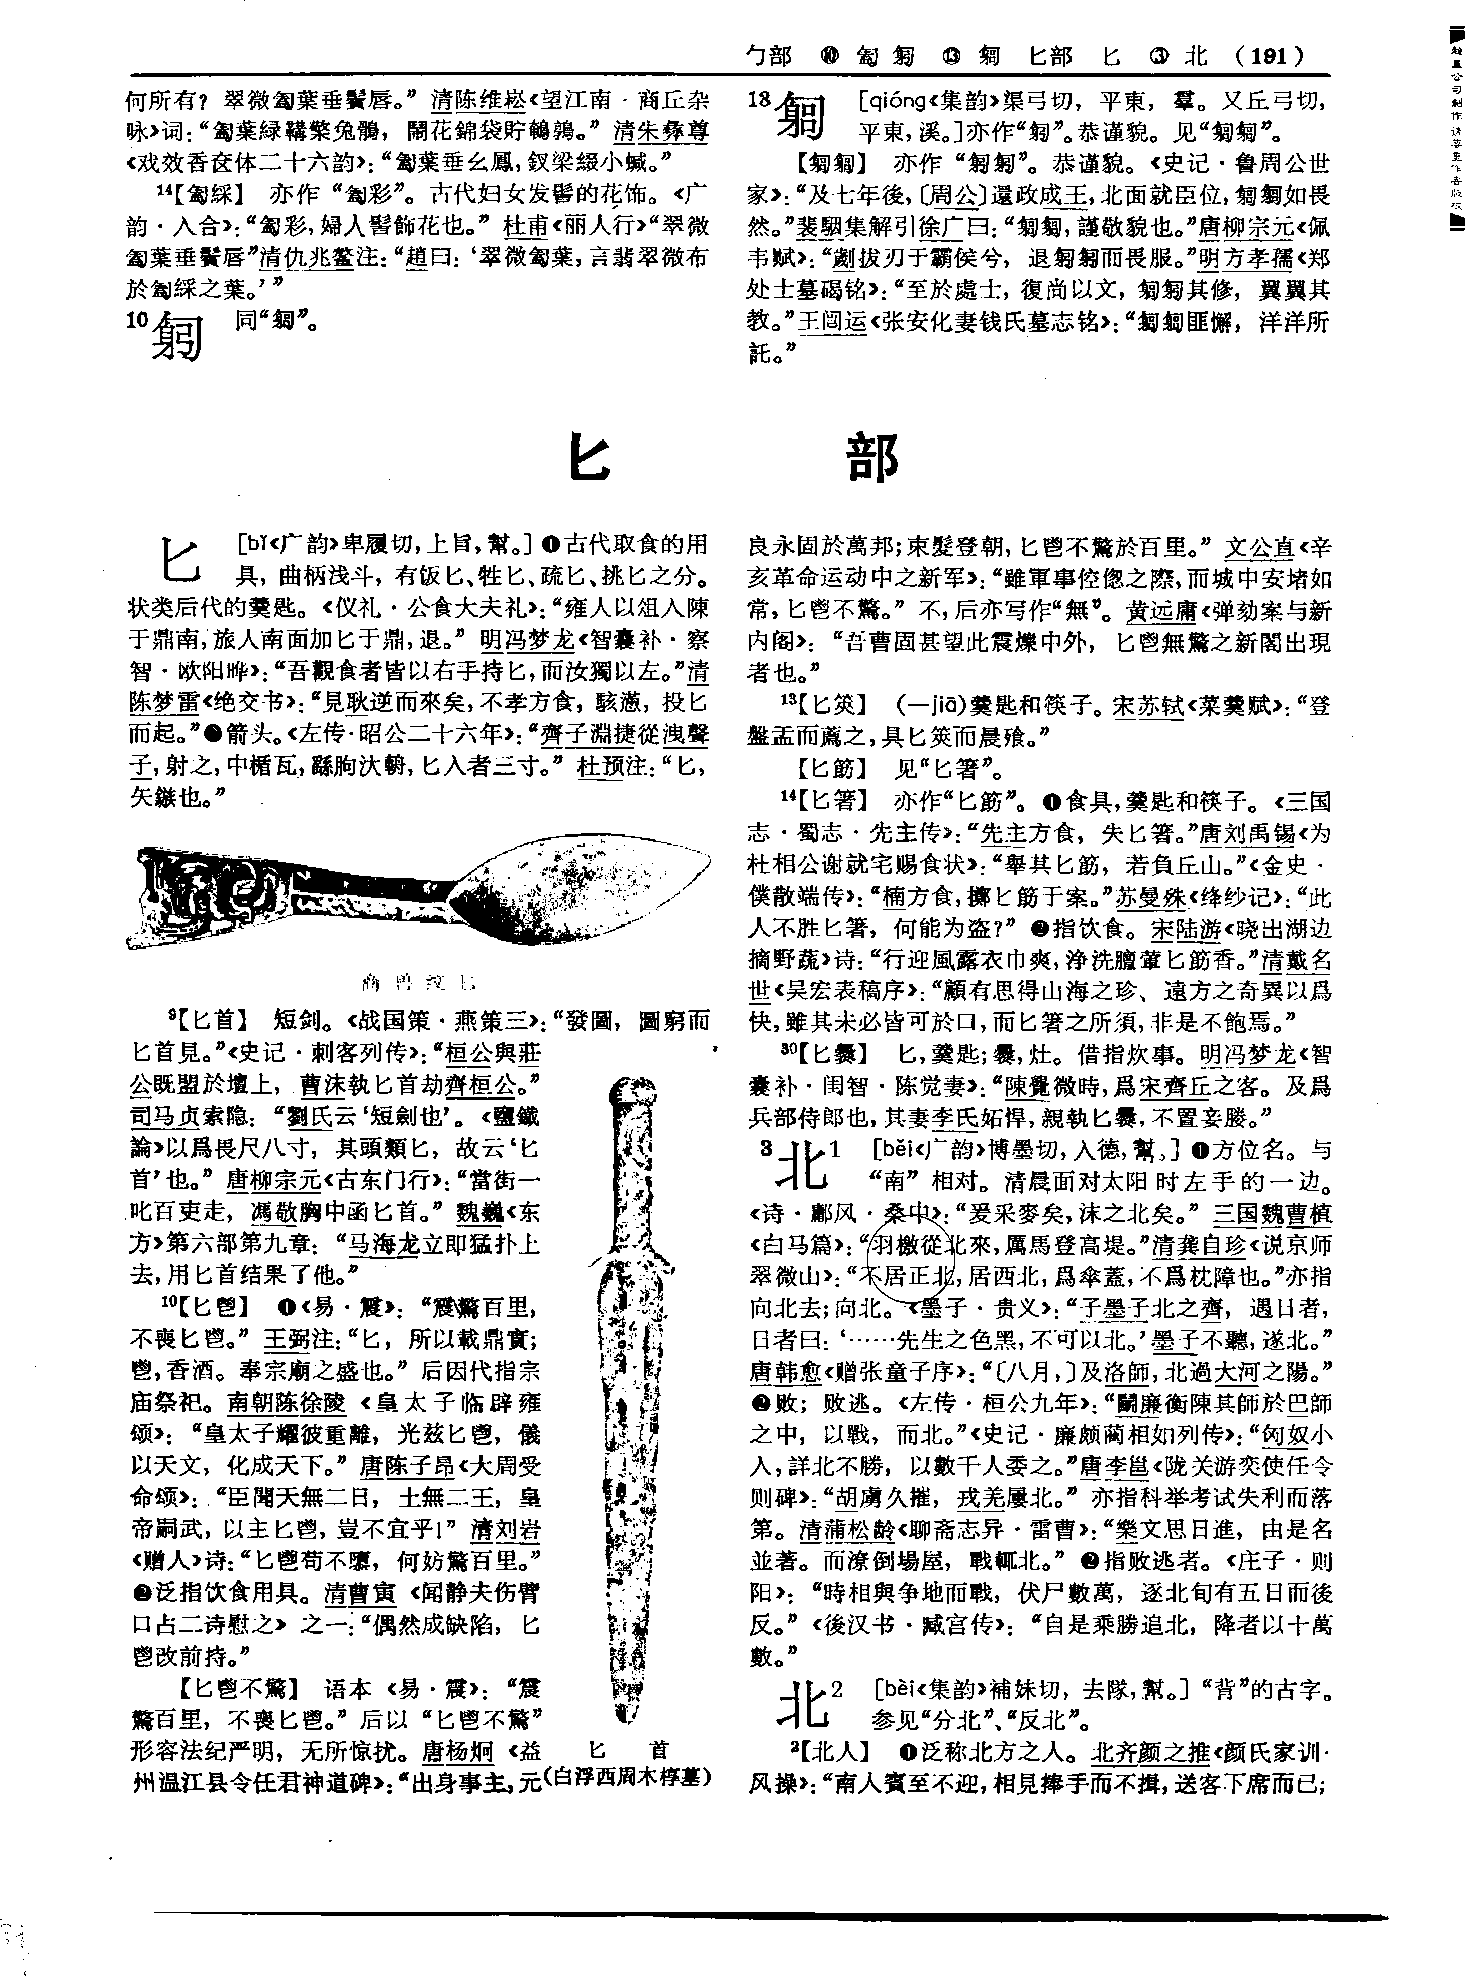 勹部 ⑩ 匎 匑 ⑬ 匔 匕部 匕 ③ 北 （191）
何所有？翠微匎葉垂鬢唇。”清陈维崧《望江南·商丘杂
咏》词：“匎葉緑鞲擎兔鶻，鬧花錦袋貯鵪鶉。”清朱彝尊
《戏效香奁体二十六韵》：“匎葉垂幺鳳，釵梁綴小蜮。”
14【匎綵】 亦作“匎彩”。古代妇女发髻的花饰。《广
韵·入合》：“匎彩，婦人髻飾花也。”杜甫《丽人行》“翠微
匎葉垂鬢唇”清仇兆鳌注：“趙曰：‘翠微匎葉，言翡翠微布
於匎綵之葉。’”
10 匑 同“匔”。
13 匔 [qióng《集韵》渠弓切，平東，羣。又丘弓切，
平東，溪。]亦作“匑”。恭谨貌。见“匑匑”。
【匑匑】 亦作“匔匔”。恭谨貌。《史记·鲁周公世
家》：“及七年後，〔周公〕還政成王，北面就臣位，匑匑如畏
然。”裴駰集解引徐广曰：“匑匑，謹敬貌也。”唐柳宗元《佩
韦赋》：“劌拔刃于霸侯兮，退匑匑而畏服。”明方孝孺《郑
处士墓碣铭》：“至於處士，復尚以文，匑匑其修，翼翼其
教。”王闿运《张安化妻钱氏墓志铭》：“匔匔匪懈，洋洋所
託。”
匕 部
匕 [bǐ《广韵》卑履切，上旨，幫。]❶古代取食的用
具，曲柄浅斗，有饭匕、牲匕、疏匕、挑匕之分。
状类后代的羹匙。《仪礼·公食大夫礼》：“雍人以俎入陳
于鼎南，旅人南面加匕于鼎，退。”明冯梦龙《智囊补·察
智·欧阳晔》：“吾觀食者皆以右手持匕，而汝獨以左。”清
陈梦雷《绝交书》：“見耿逆而來矣，不孝方食，駭懣，投匕
而起。”❷箭头。《左传·昭公二十六年》：“齊子淵捷從洩聲
子，射之，中楯瓦，繇朐汏輈，匕入者三寸。”杜预注：“匕，
矢鏃也。”
商兽纹匕
9【匕首】 短剑。《战国策·燕策三》：“發圖，圖窮而
匕首見。”《史记·刺客列传》：“桓公與莊
公既盟於壇上，曹沫執匕首劫齊桓公。”
司马贞索隐：“劉氏云‘短劍也’。《鹽鐵
論》以爲畏尺八寸，其頭類匕，故云‘匕
首’也。”唐柳宗元《古东门行》：“當街一
叱百吏走，馮敬胸中函匕首。”魏巍《东
方》第六部第九章：“马海龙立即猛扑上
去，用匕首结果了他。”
10【匕鬯】 ❶《易·震》：“震驚百里，
不喪匕鬯。”王弼注：“匕，所以載鼎實；
鬯，香酒。奉宗廟之盛也。”后因代指宗
庙祭祀。南朝陈徐陵《皇太子临辟雍
颂》：“皇太子耀彼重離，光兹匕鬯，儀
以天文，化成天下。”唐陈子昂《大周受
命颂》：“臣聞天無二日，土無二王，皇
帝嗣武，以主匕鬯，豈不宜乎！”清刘岩
《赠人》诗：“匕鬯苟不隳，何妨驚百里。”
❷泛指饮食用具。清曹寅《闻静夫伤臂
口占二诗慰之》之一：“偶然成缺陷，匕
鬯改前持。”
【匕鬯不驚】 语本《易·震》：“震
驚百里，不喪匕鬯。”后以“匕鬯不驚”
形容法纪严明，无所惊扰。唐杨炯《益
州温江县令任君神道碑》：“出身事主，元
匕 首
（白浮西周木椁墓）
良永固於萬邦；束髮登朝，匕鬯不驚於百里。”文公直《辛
亥革命运动中之新军》：“雖軍事倥傯之際，而城中安堵如
常，匕鬯不驚。”不，后亦写作“無”。黄远庸《弹劾案与新
内阁》：“吾曹固甚望此震爍中外，匕鬯無驚之新閣出現
者也。”
13【匕筴】 （—jiā）羹匙和筷子。宋苏轼《菜羹赋》：“登
盤盂而薦之，具匕筴而晨飧。”
【匕筯】 见“匕箸”。
14【匕箸】 亦作“匕筯”。❶食具，羹匙和筷子。《三国
志·蜀志·先主传》：“先主方食，失匕箸。”唐刘禹锡《为
杜相公谢就宅赐食状》：“舉其匕筯，若負丘山。”《金史·
僕散端传》：“楠方食，擲匕筯于案。”苏曼殊《绛纱记》：“此
人不胜匕箸，何能为盗？”❷指饮食。宋陆游《晓出湖边
摘野蔬》诗：“行迎風露衣巾爽，浄洗膻葷匕筯香。”清戴名
世《吴宏表稿序》：“顧有思得山海之珍、遠方之奇異以爲
快，雖其未必皆可於口，而匕箸之所須，非是不飽焉。”
30【匕爨】 匕，羹匙；爨，灶。借指炊事。明冯梦龙《智
囊补·闺智·陈觉妻》：“陳覺微時，爲宋齊丘之客。及爲
兵部侍郎也，其妻李氏妬悍，親執匕爨，不置妾媵。”
3 北1 [běi《广韵》博墨切，入德，幫。]❶方位名。与
“南”相对。清晨面对太阳时左手的一边。
《诗·鄘风·桑中》：“爰采麥矣，沬之北矣。”三国魏曹植
《白马篇》：“羽檄從北來，厲馬登高堤。”清龚自珍《说京师
翠微山》：“不居正北，居西北，爲傘蓋，不爲枕障也。”亦指
向北去；向北。《墨子·贵义》：“子墨子北之齊，遇日者，
日者曰：‘……先生之色黑，不可以北。’墨子不聽，遂北。”
唐韩愈《赠张童子序》：“〔八月，〕及洛師，北過大河之陽。”
❷败；败逃。《左传·桓公九年》：“鬭廉衡陳其師於巴師
之中，以戰，而北。”《史记·廉颇蔺相如列传》：“匈奴小
入，詳北不勝，以數千人委之。”唐李邕《陇关游奕使任令
则碑》：“胡虜久摧，戎羌屢北。”亦指科举考试失利而落
第。清蒲松龄《聊斋志异·雷曹》：“樂文思日進，由是名
並著。而潦倒場屋，戰輒北。”❸指败逃者。《庄子·则
阳》：“時相與争地而戰，伏尸數萬，逐北旬有五日而後
反。”《後汉书·臧宫传》：“自是乘勝追北，降者以十萬
數。”
北2 [bèi《集韵》補妹切，去隊，幫。]“背”的古字。
参见“分北”、“反北”。
2【北人】 ❶泛称北方之人。北齐颜之推《颜氏家训·
风操》：“南人賓至不迎，相見捧手而不揖，送客下席而已；